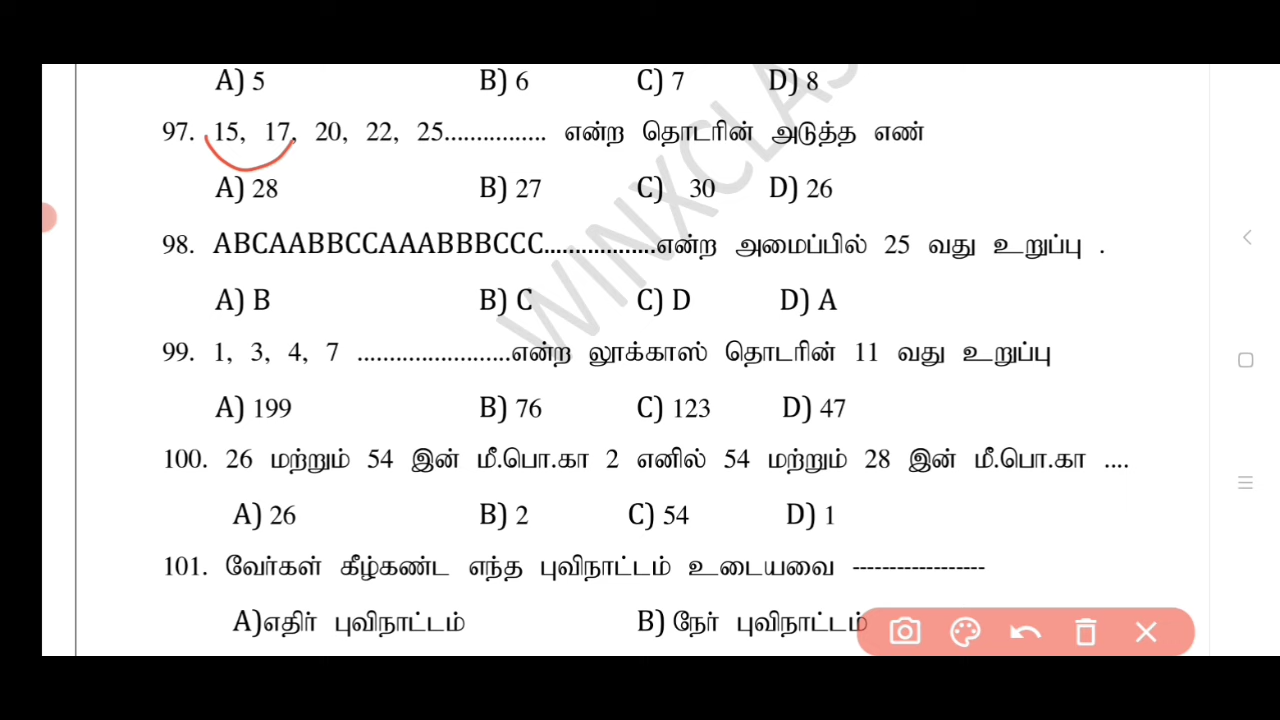 A) 5 B) 6 C) 7 D) 8
97. 15, 17, 20, 22, 25................ என்ற தொடரின் அடுத்த எண்
A) 28 B) 27 C) 30 D) 26
98. ABCAABBCCAAABBBCCC.................என்ற அமைப்பில் 25 வது உறுப்பு .
A) B B) C C) D D) A
99. 1, 3, 4, 7 .......................என்ற லூக்காஸ் தொடரின் 11 வது உறுப்பு
A) 199 B) 76 C) 123 D) 47
100. 26 மற்றும் 54 இன் மீ.பொ.கா 2 எனில் 54 மற்றும் 28 இன் மீ.பொ.கா ....
A) 26 B) 2 C) 54 D) 1
101. வேர்கள் கீழ்கண்ட எந்த புவிநாட்டம் உடையவை ------------------
A)எதிர் புவிநாட்டம் B) நேர் புவிநாட்டம்
WINXCLAS